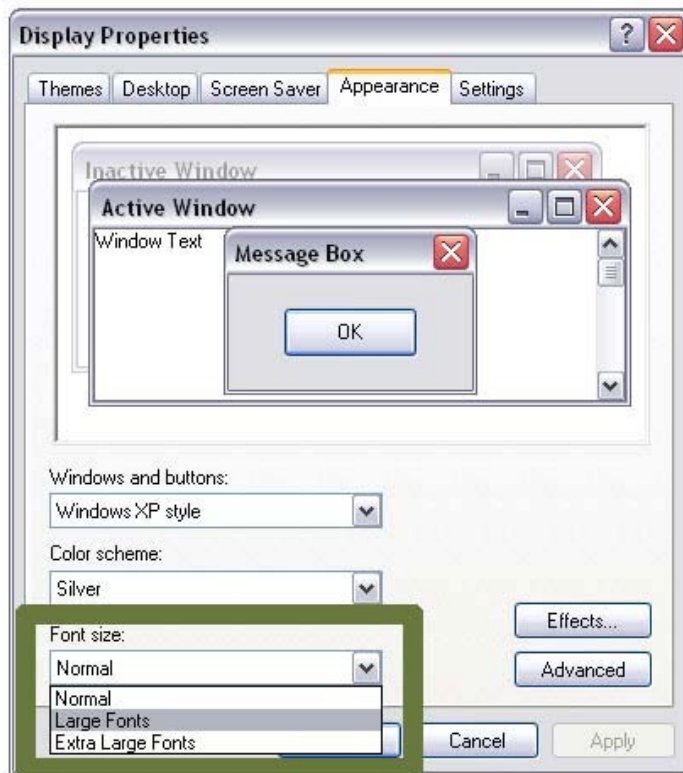 Display Properties
Themes Desktop Screen Saver Appearance Settings
Inactive Window
Active Window
Window Text
Message Box
OK
Windows and buttons:
Windows XP style
Color scheme:
Silver
Font size:
Normal
Normal
Large Fonts
Extra Large Fonts
Effects...
Advanced
Cancel
Apply